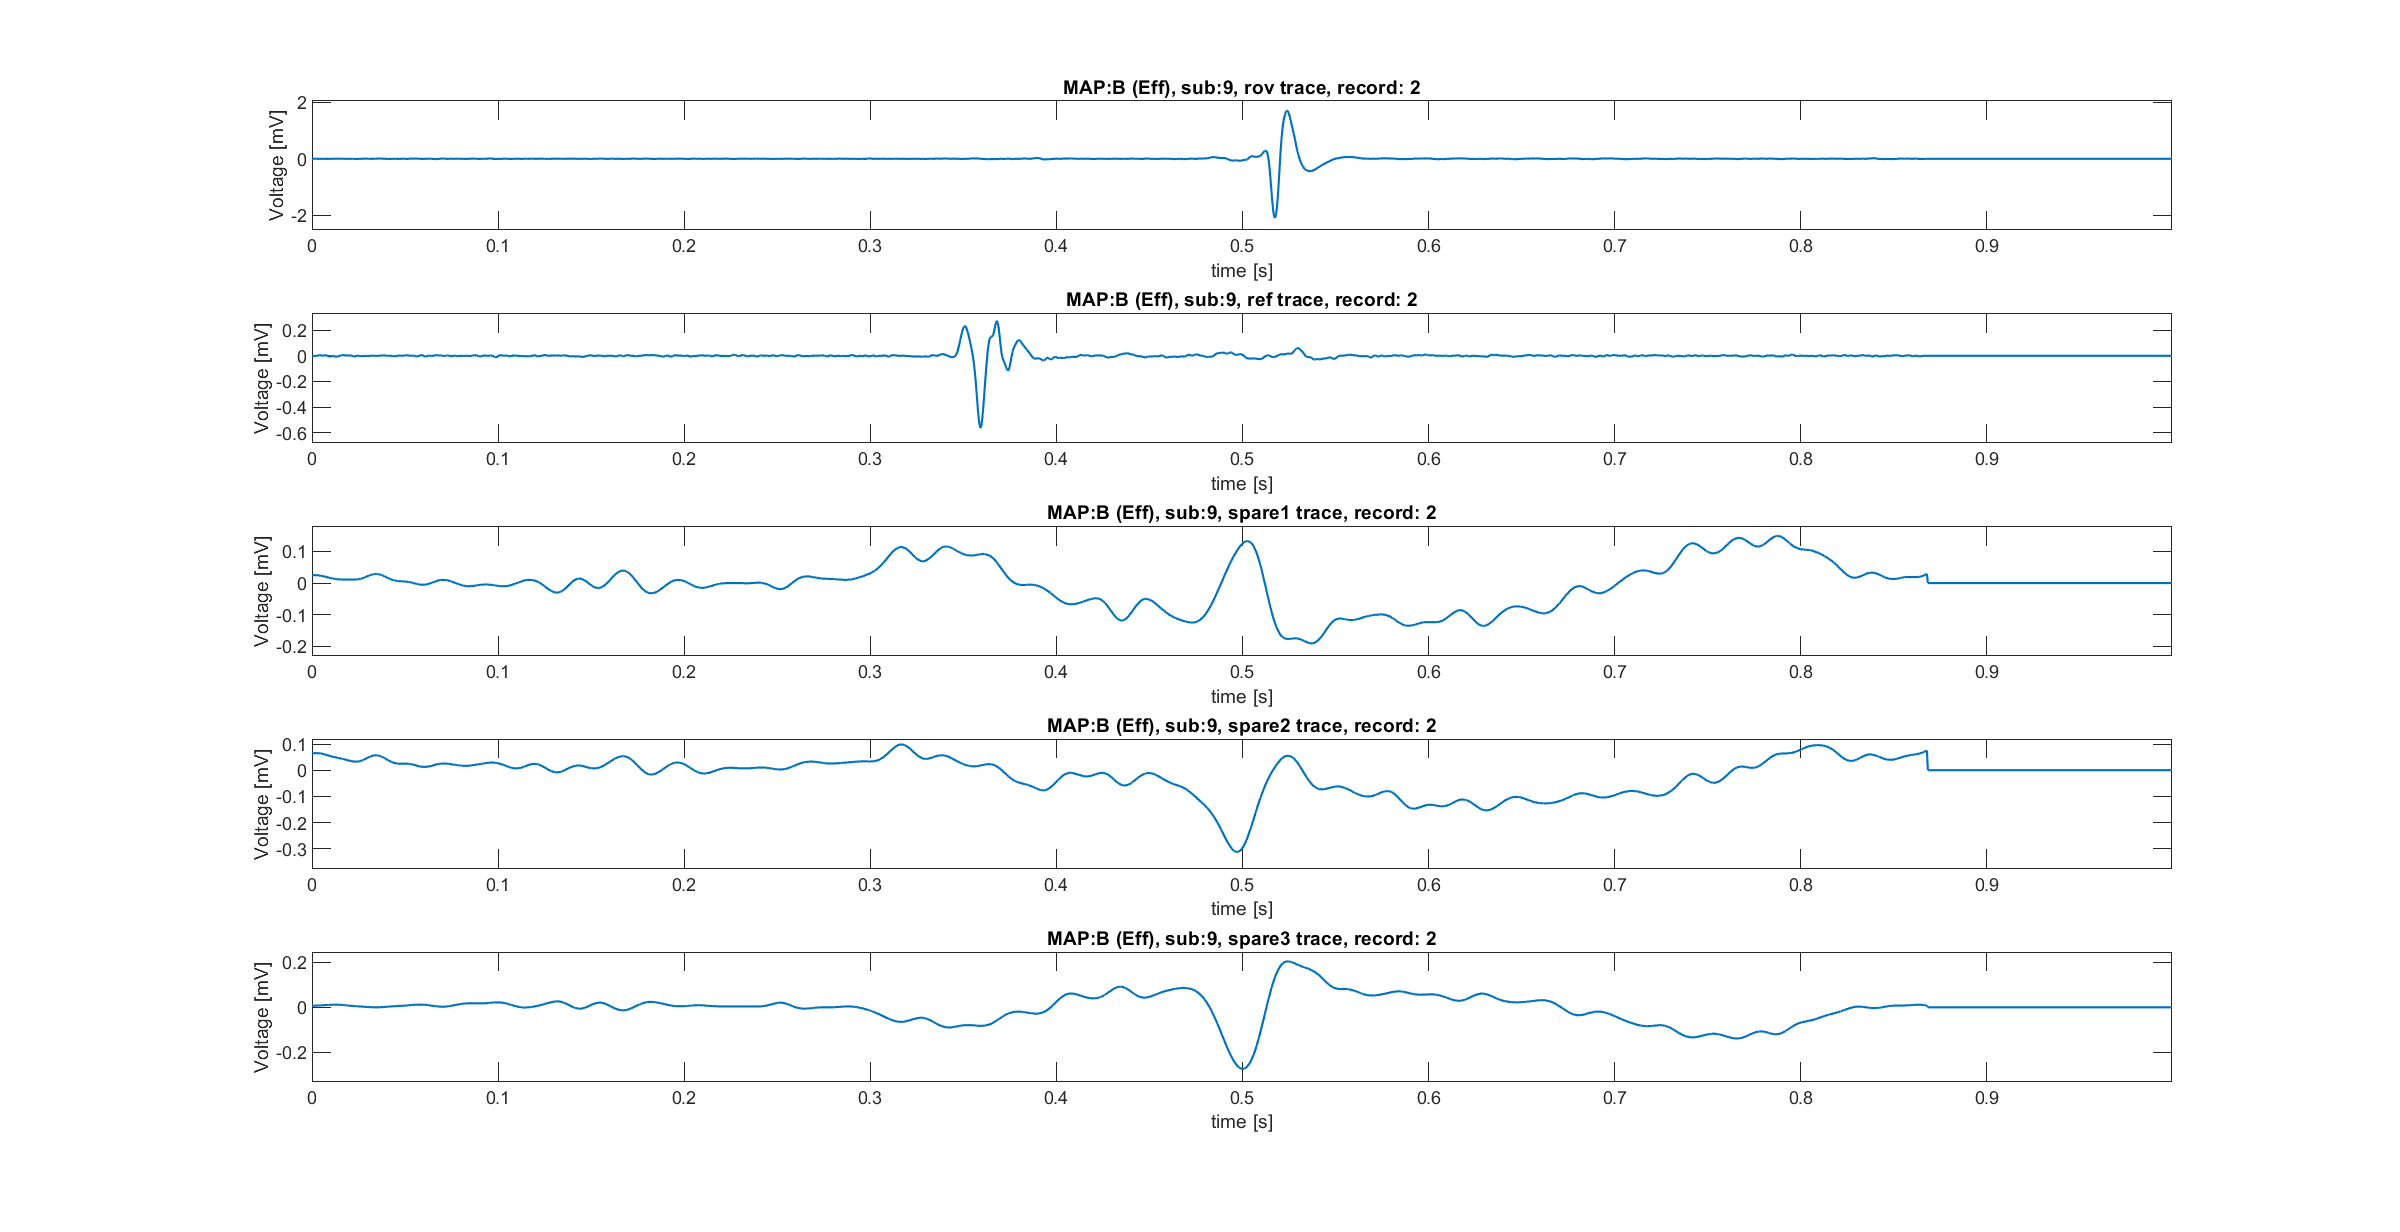 MAP:B (Eff), sub:9, rov trace, record: 2
Voltage [mV]
2
0
-2
0 0.1 0.2 0.3 0.4 0.5 0.6 0.7 0.8 0.9
time [s]
MAP:B (Eff), sub:9, ref trace, record: 2
Voltage [mV]
0.2
0
-0.2
-0.4
-0.6
0 0.1 0.2 0.3 0.4 0.5 0.6 0.7 0.8 0.9
time [s]
MAP:B (Eff), sub:9, spare1 trace, record: 2
Voltage [mV]
0.1
0
-0.1
-0.2
0 0.1 0.2 0.3 0.4 0.5 0.6 0.7 0.8 0.9
time [s]
MAP:B (Eff), sub:9, spare2 trace, record: 2
Voltage [mV]
0.1
0
-0.1
-0.2
-0.3
0 0.1 0.2 0.3 0.4 0.5 0.6 0.7 0.8 0.9
time [s]
MAP:B (Eff), sub:9, spare3 trace, record: 2
Voltage [mV]
0.2
0
-0.2
0 0.1 0.2 0.3 0.4 0.5 0.6 0.7 0.8 0.9
time [s]